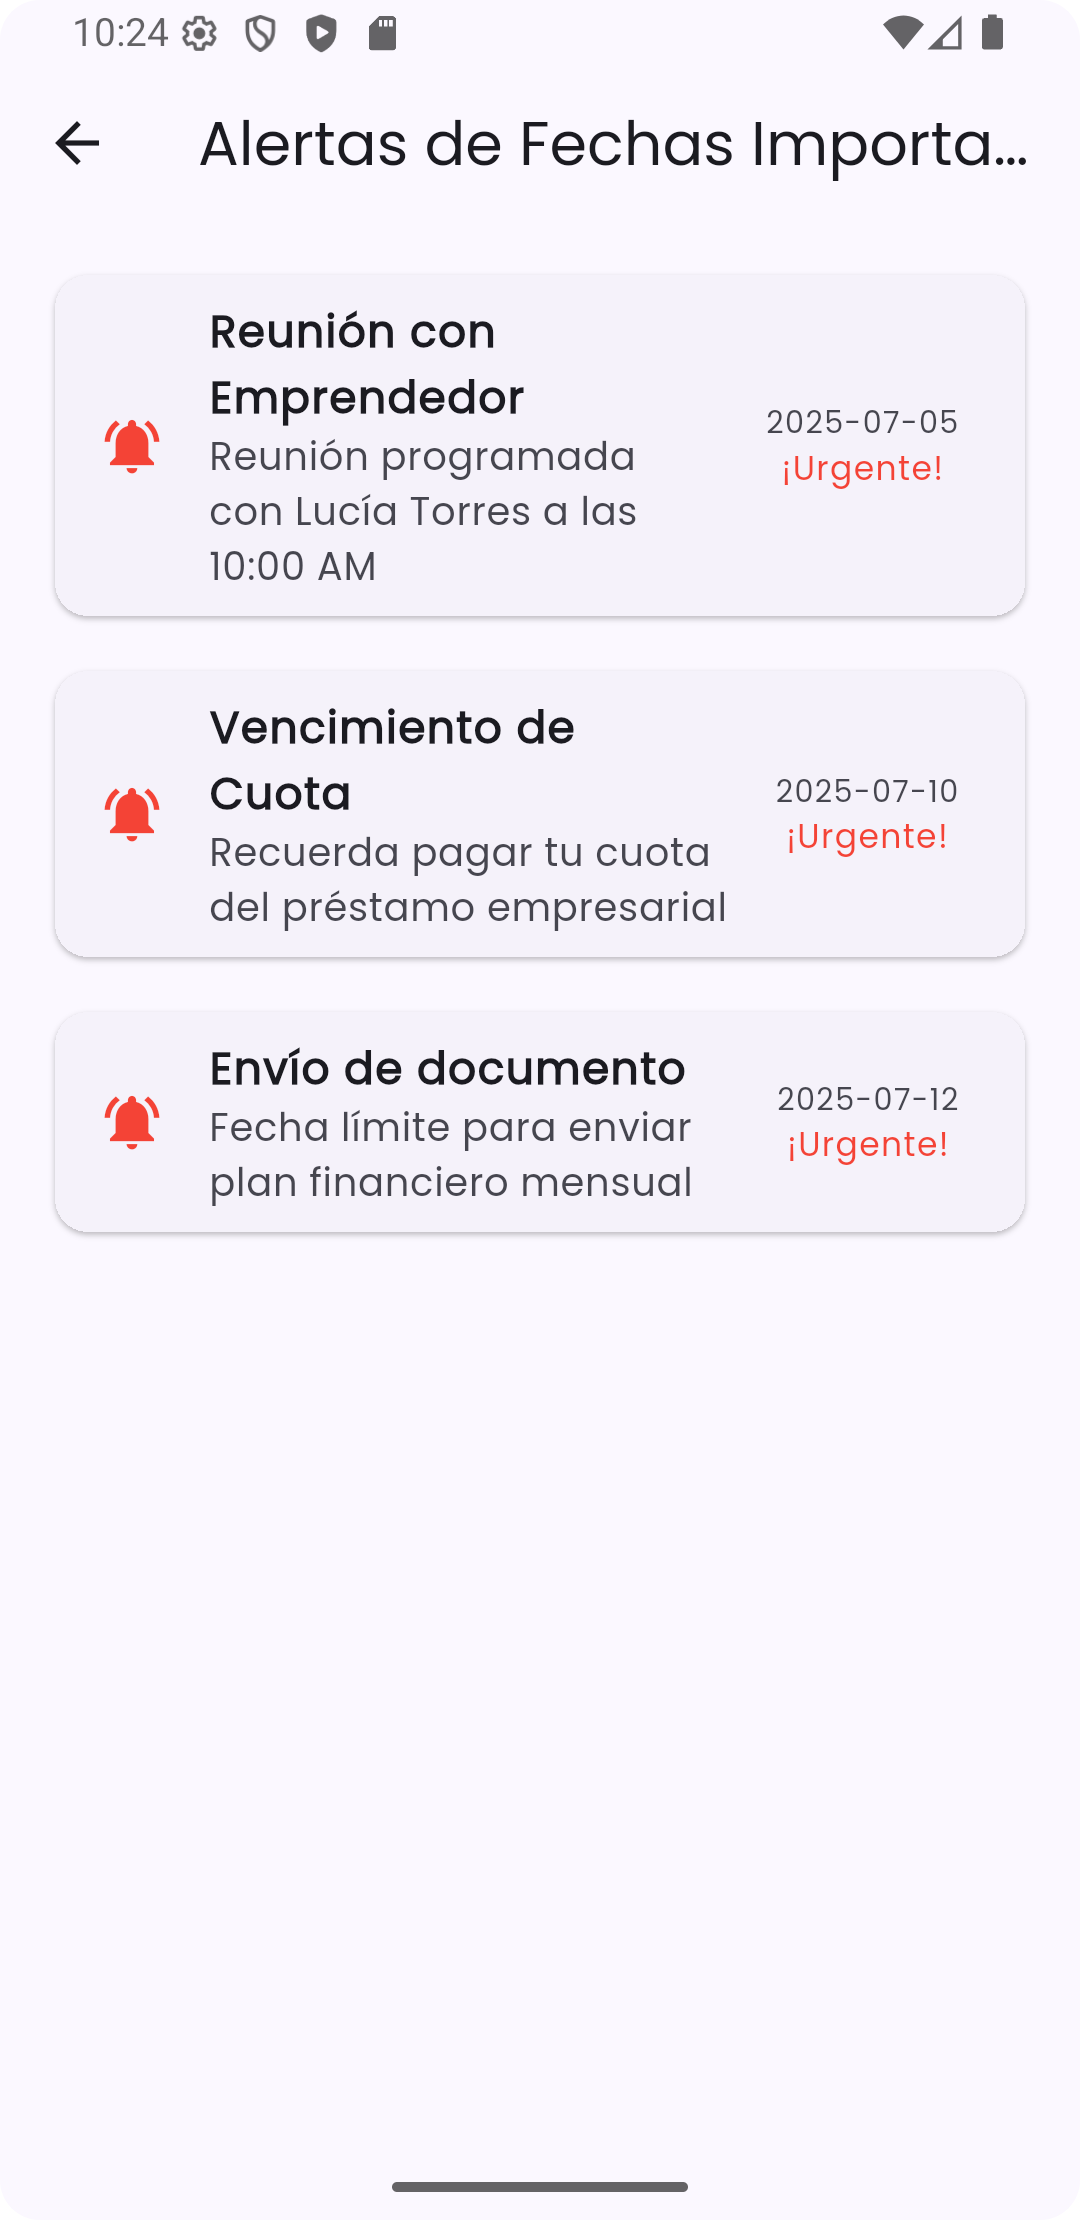 10:24
Alertas de Fechas Importa...
Reunión con
Emprendedor
Reunión programada
con Lucía Torres a las
10:00 AM
2025-07-05
¡Urgente!
Vencimiento de
Cuota
Recuerda pagar tu cuota
del préstamo empresarial
2025-07-10
¡Urgente!
Envío de documento
Fecha límite para enviar
plan financiero mensual
2025-07-12
¡Urgente!